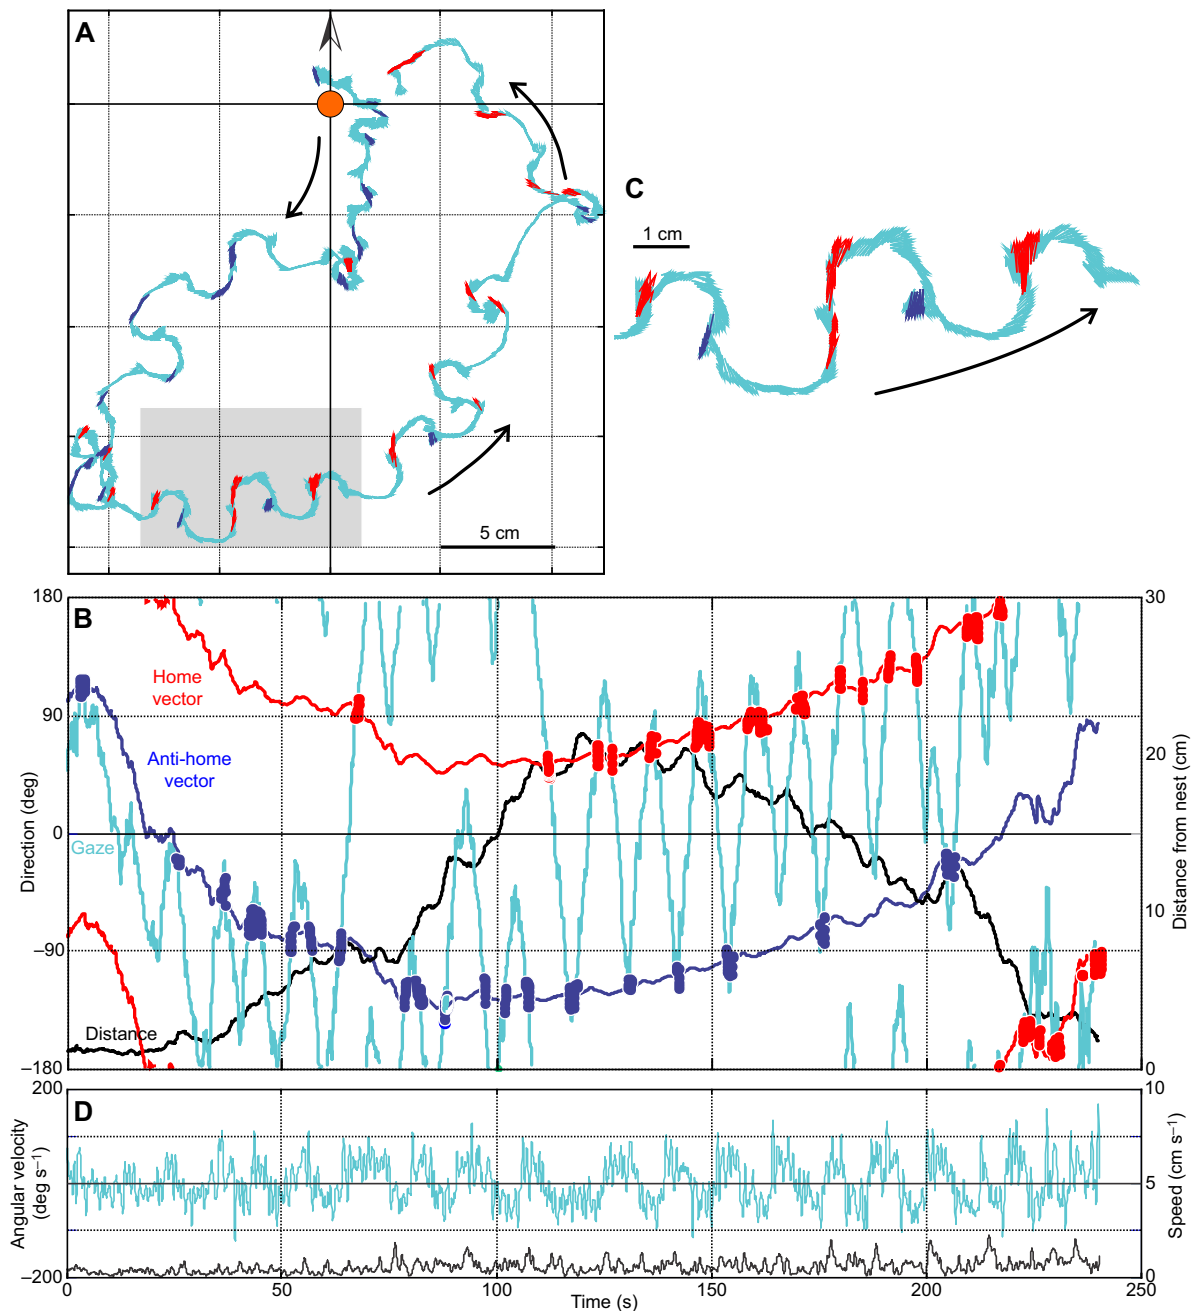 A
5 cm
C
1 cm
B
180
90
0
–90
–180
Direction (deg)
Home
vector
Anti-home
vector
Gaze
Distance
30
20
10
0
Distance from nest (cm)
D
200
–200
Angular velocity
(deg s–1)
10
5
0
Speed (cm s–1)
0
50
100
150
200
250
Time (s)